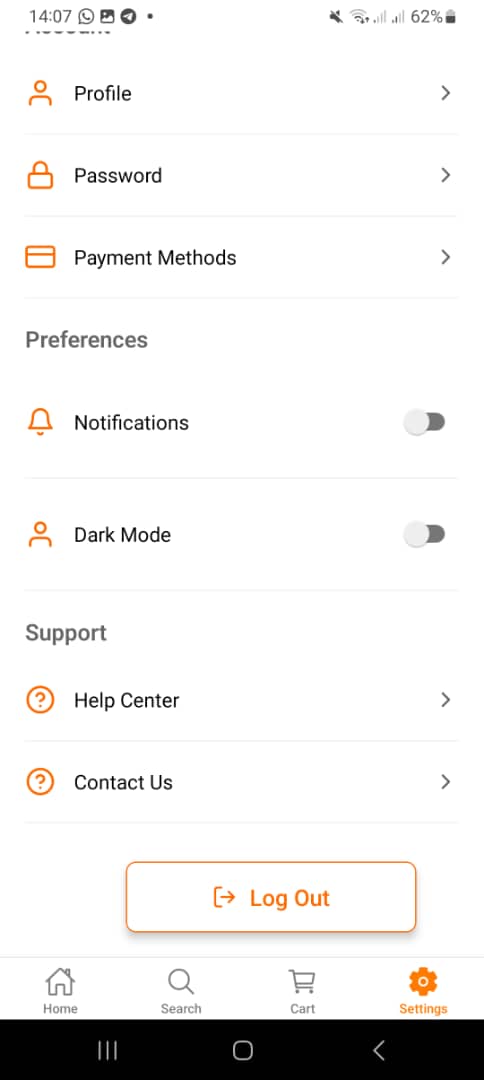 14:07 62%
Profile
Password
Payment Methods
Preferences
Notifications
Dark Mode
Support
Help Center
Contact Us
Log Out
Home Search Cart Settings